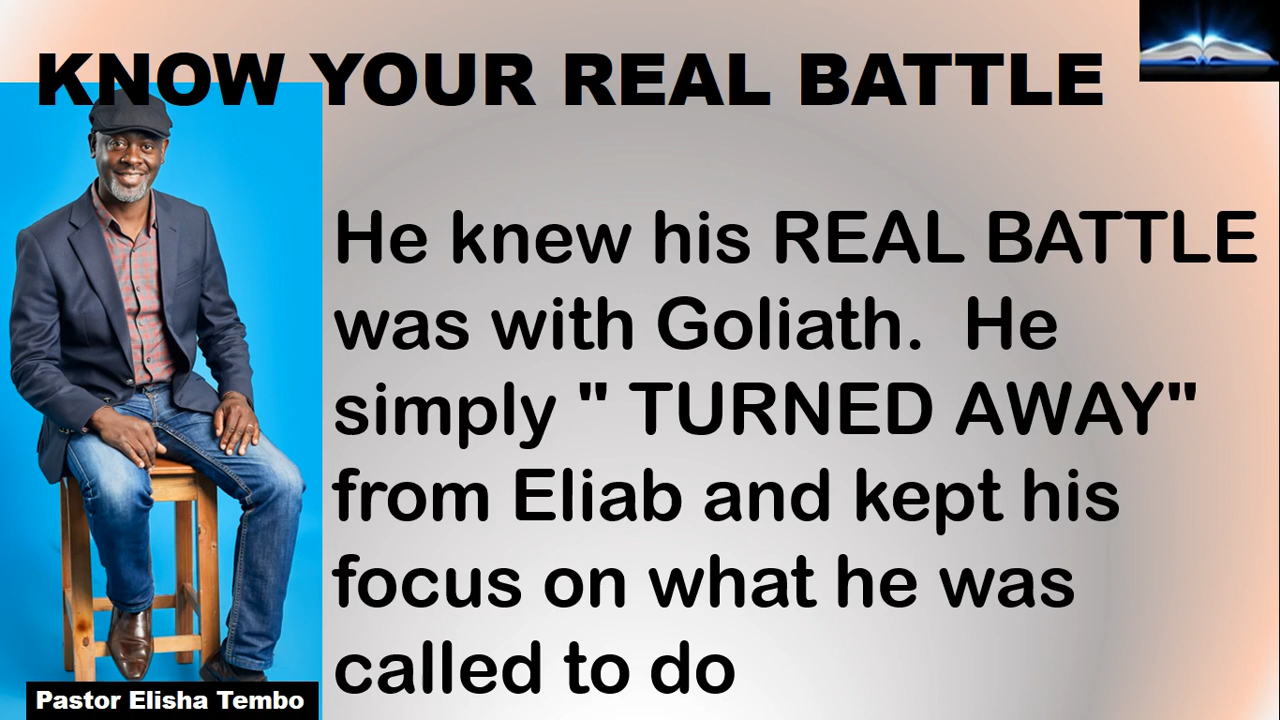 KNOW YOUR REAL BATTLE
He knew his REAL BATTLE
was with Goliath.  He
simply " TURNED AWAY"
from Eliab and kept his
focus on what he was
called to do
Pastor Elisha Tembo